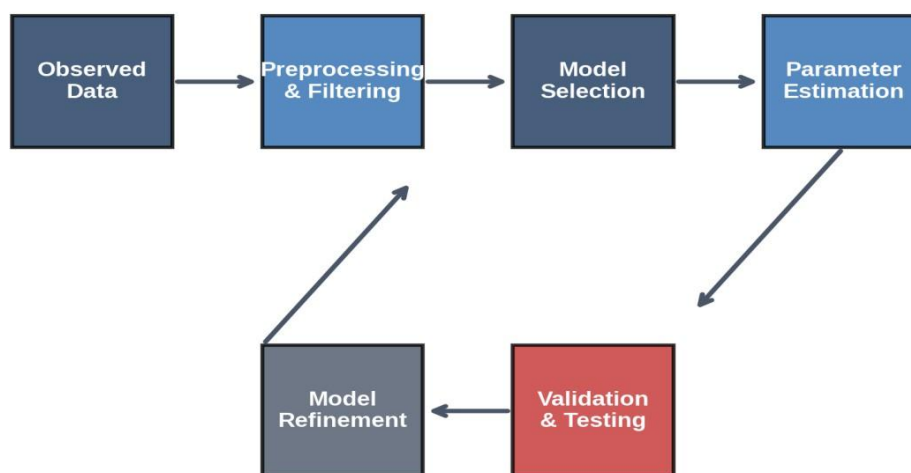 Observed
Data
Preprocessing
& Filtering
Model
Selection
Parameter
Estimation
Model
Refinement
Validation
& Testing